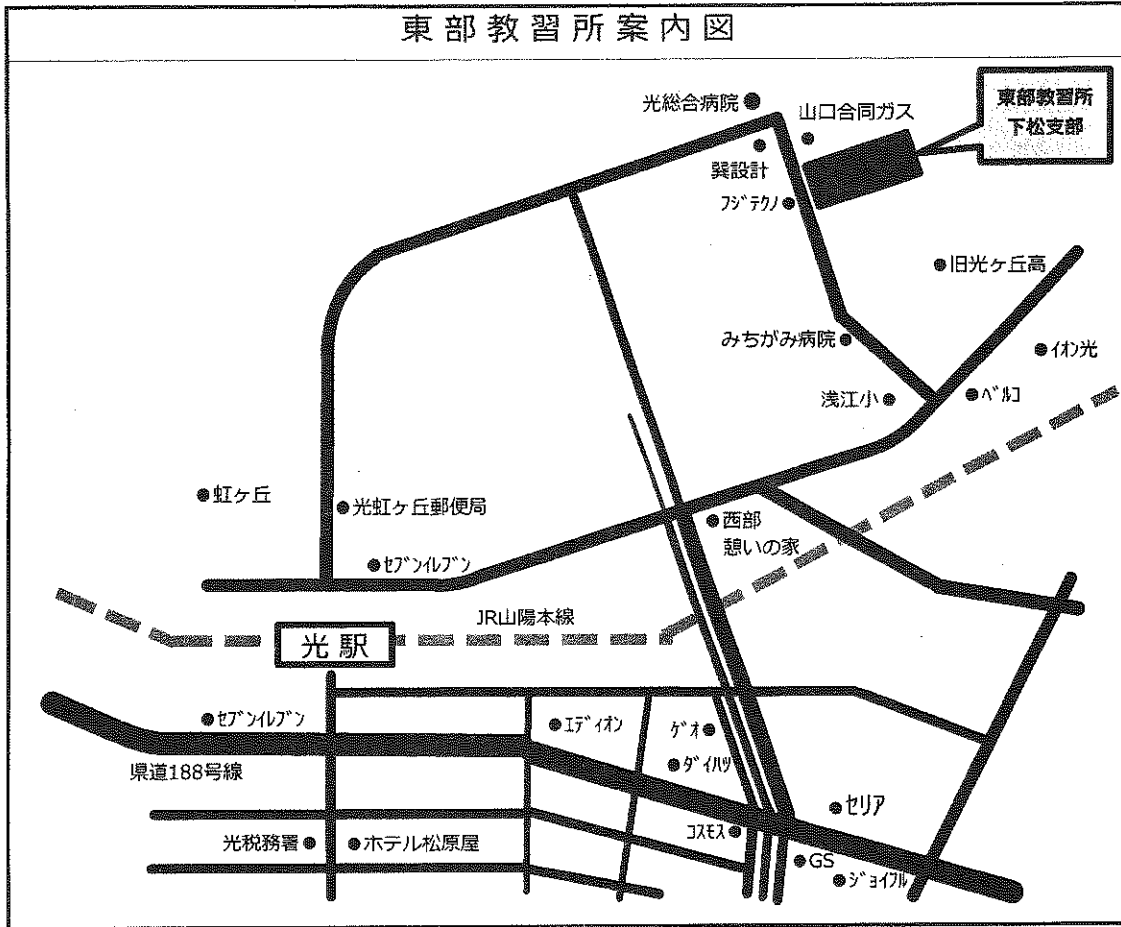 東部教習所案内図
光総合病院
山口合同ガス
東部教習所
下松支部
巽設計
フジテクノ
旧光ヶ丘高
みちがみ病院
イオン光
浅江小
ベルコ
虹ヶ丘
光虹ヶ丘郵便局
西部
憩いの家
セブンイレブン
JR山陽本線
光駅
セブンイレブン
エディオン
ゲオ
県道188号線
ダイハツ
セリア
コスモス
光税務署
ホテル松原屋
GS
ジョイフル